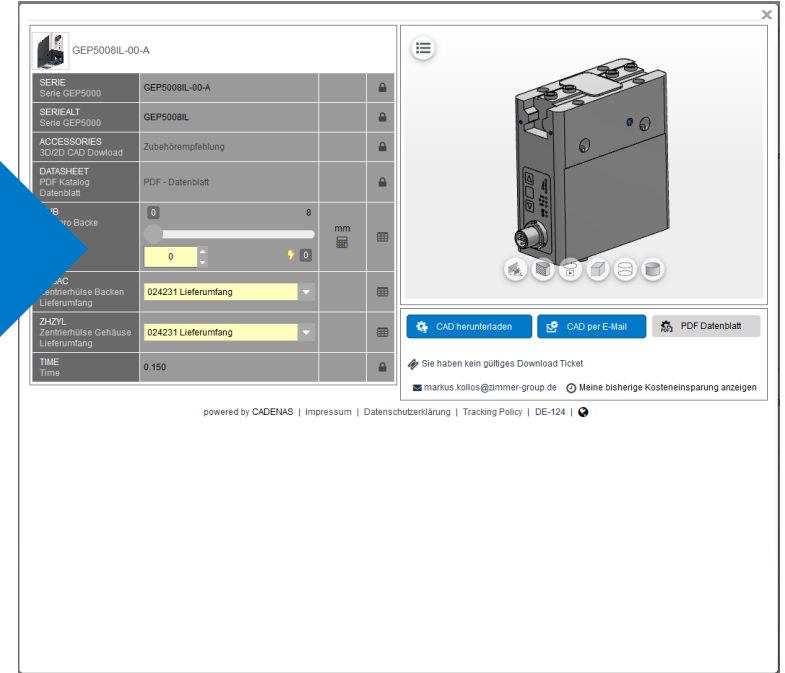 GEP5008IL-00-A
SERIE
Serie GEP5000
GEP5008IL-00-A
SERIEALT
Serie GEP5000
GEP5008IL
ACCESSORIES
3D/2D CAD Dowload
Zubehörempfehlung
DATASHEET
PDF Katalog
Datenblatt
PDF - Datenblatt
Backe
0
8
mm
0
0
Zentrierhülse Backen
Lieferumfang
024231 Lieferumfang
ZHZYL
Zentrierhülse Gehäuse
Lieferumfang
024231 Lieferumfang
TIME
Time
0.150
CAD herunterladen
CAD per E-Mail
PDF Datenblatt
Sie haben kein gültiges Download Ticket
markus.kollos@zimmer-group.de
Meine bisherige Kosteneinsparung anzeigen
powered by CADENAS | Impressum | Datenschutzerklärung | Tracking Policy | DE-124 |